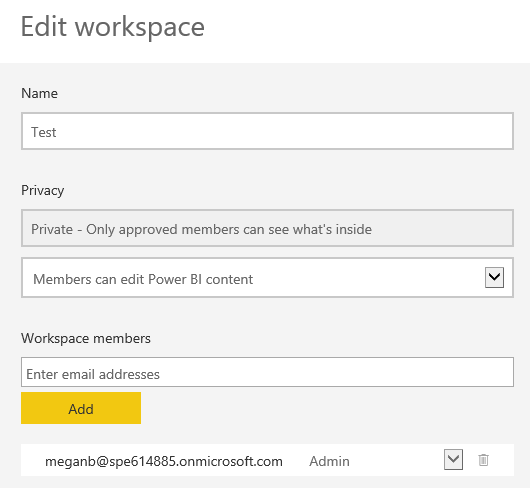 Edit workspace
Name
Test
Privacy
Private - Only approved members can see what's inside
Members can edit Power BI content
Workspace members
Enter email addresses
Add
meganb@spe614885.onmicrosoft.com Admin